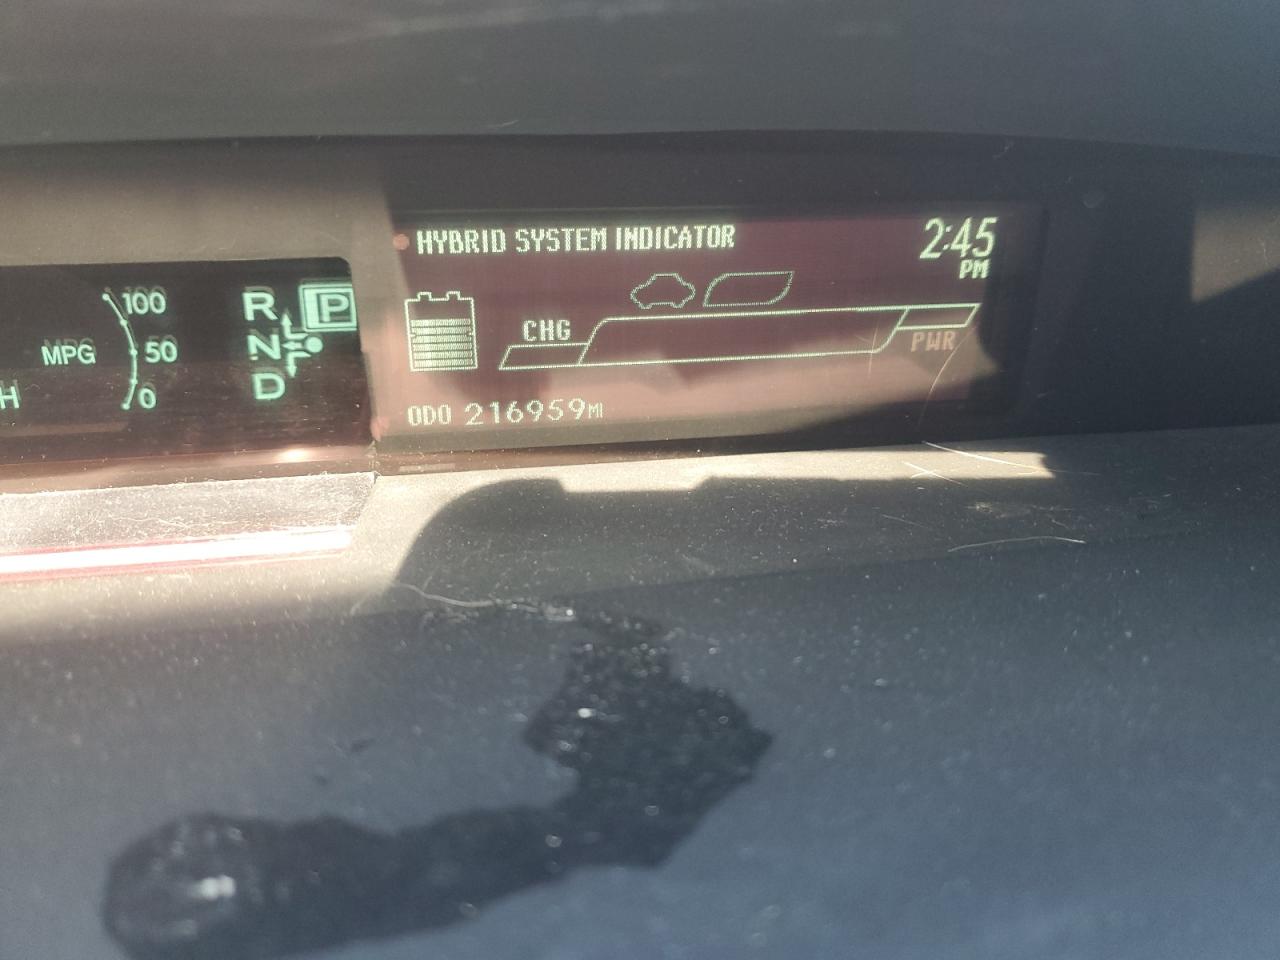 HYBRID SYSTEM INDICATOR
2:45
PM
100
MPG
50
0
H
R
P
N
D
CHG
PWR
ODO 216959MI